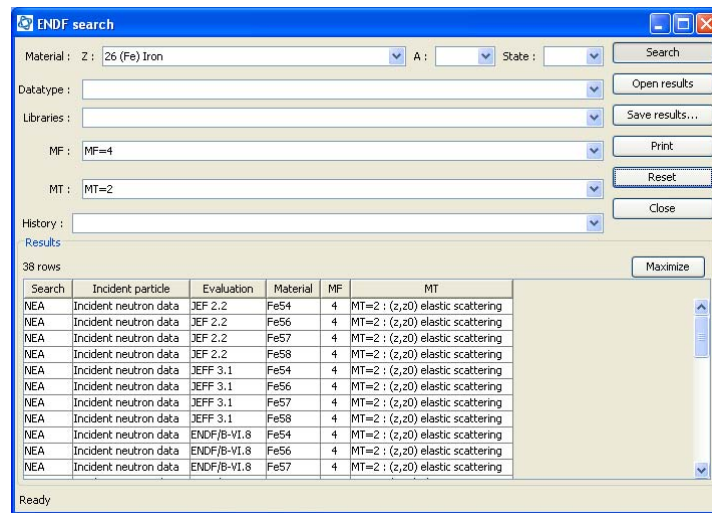 ENDF search
Material : Z : 26 (Fe) Iron A : State : Search
Datatype : Open results
Libraries : Save results...
MF : MF=4 Print
MT : MT=2 Reset
History : Close
Results
38 rows Maximize
Search Incident particle Evaluation Material MF MT
NEA Incident neutron data JEF 2.2 Fe54 4 MT=2 : (z,z0) elastic scattering
NEA Incident neutron data JEF 2.2 Fe56 4 MT=2 : (z,z0) elastic scattering
NEA Incident neutron data JEF 2.2 Fe57 4 MT=2 : (z,z0) elastic scattering
NEA Incident neutron data JEF 2.2 Fe58 4 MT=2 : (z,z0) elastic scattering
NEA Incident neutron data JEFF 3.1 Fe54 4 MT=2 : (z,z0) elastic scattering
NEA Incident neutron data JEFF 3.1 Fe56 4 MT=2 : (z,z0) elastic scattering
NEA Incident neutron data JEFF 3.1 Fe57 4 MT=2 : (z,z0) elastic scattering
NEA Incident neutron data JEFF 3.1 Fe58 4 MT=2 : (z,z0) elastic scattering
NEA Incident neutron data ENDF/B-VI.8 Fe54 4 MT=2 : (z,z0) elastic scattering
NEA Incident neutron data ENDF/B-VI.8 Fe56 4 MT=2 : (z,z0) elastic scattering
NEA Incident neutron data ENDF/B-VI.8 Fe57 4 MT=2 : (z,z0) elastic scattering
Ready